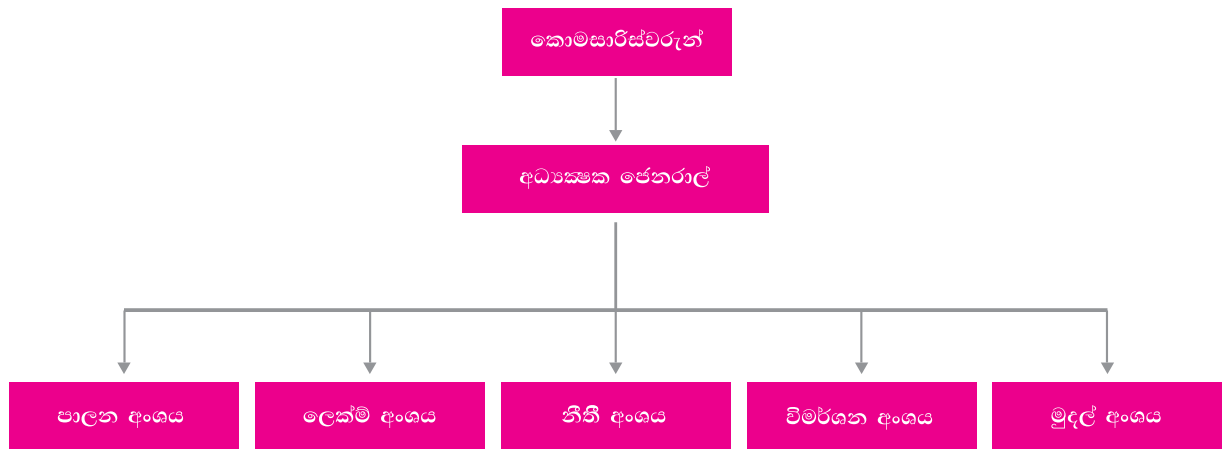 කොමසාරිස්වරුන්
අධ්‍යක්ෂක ජෙනරාල්
පාලන අංශය
ලෙකම් අංශය
නීතී අංශය
විමර්ශන අංශය
මුදල් අංශය